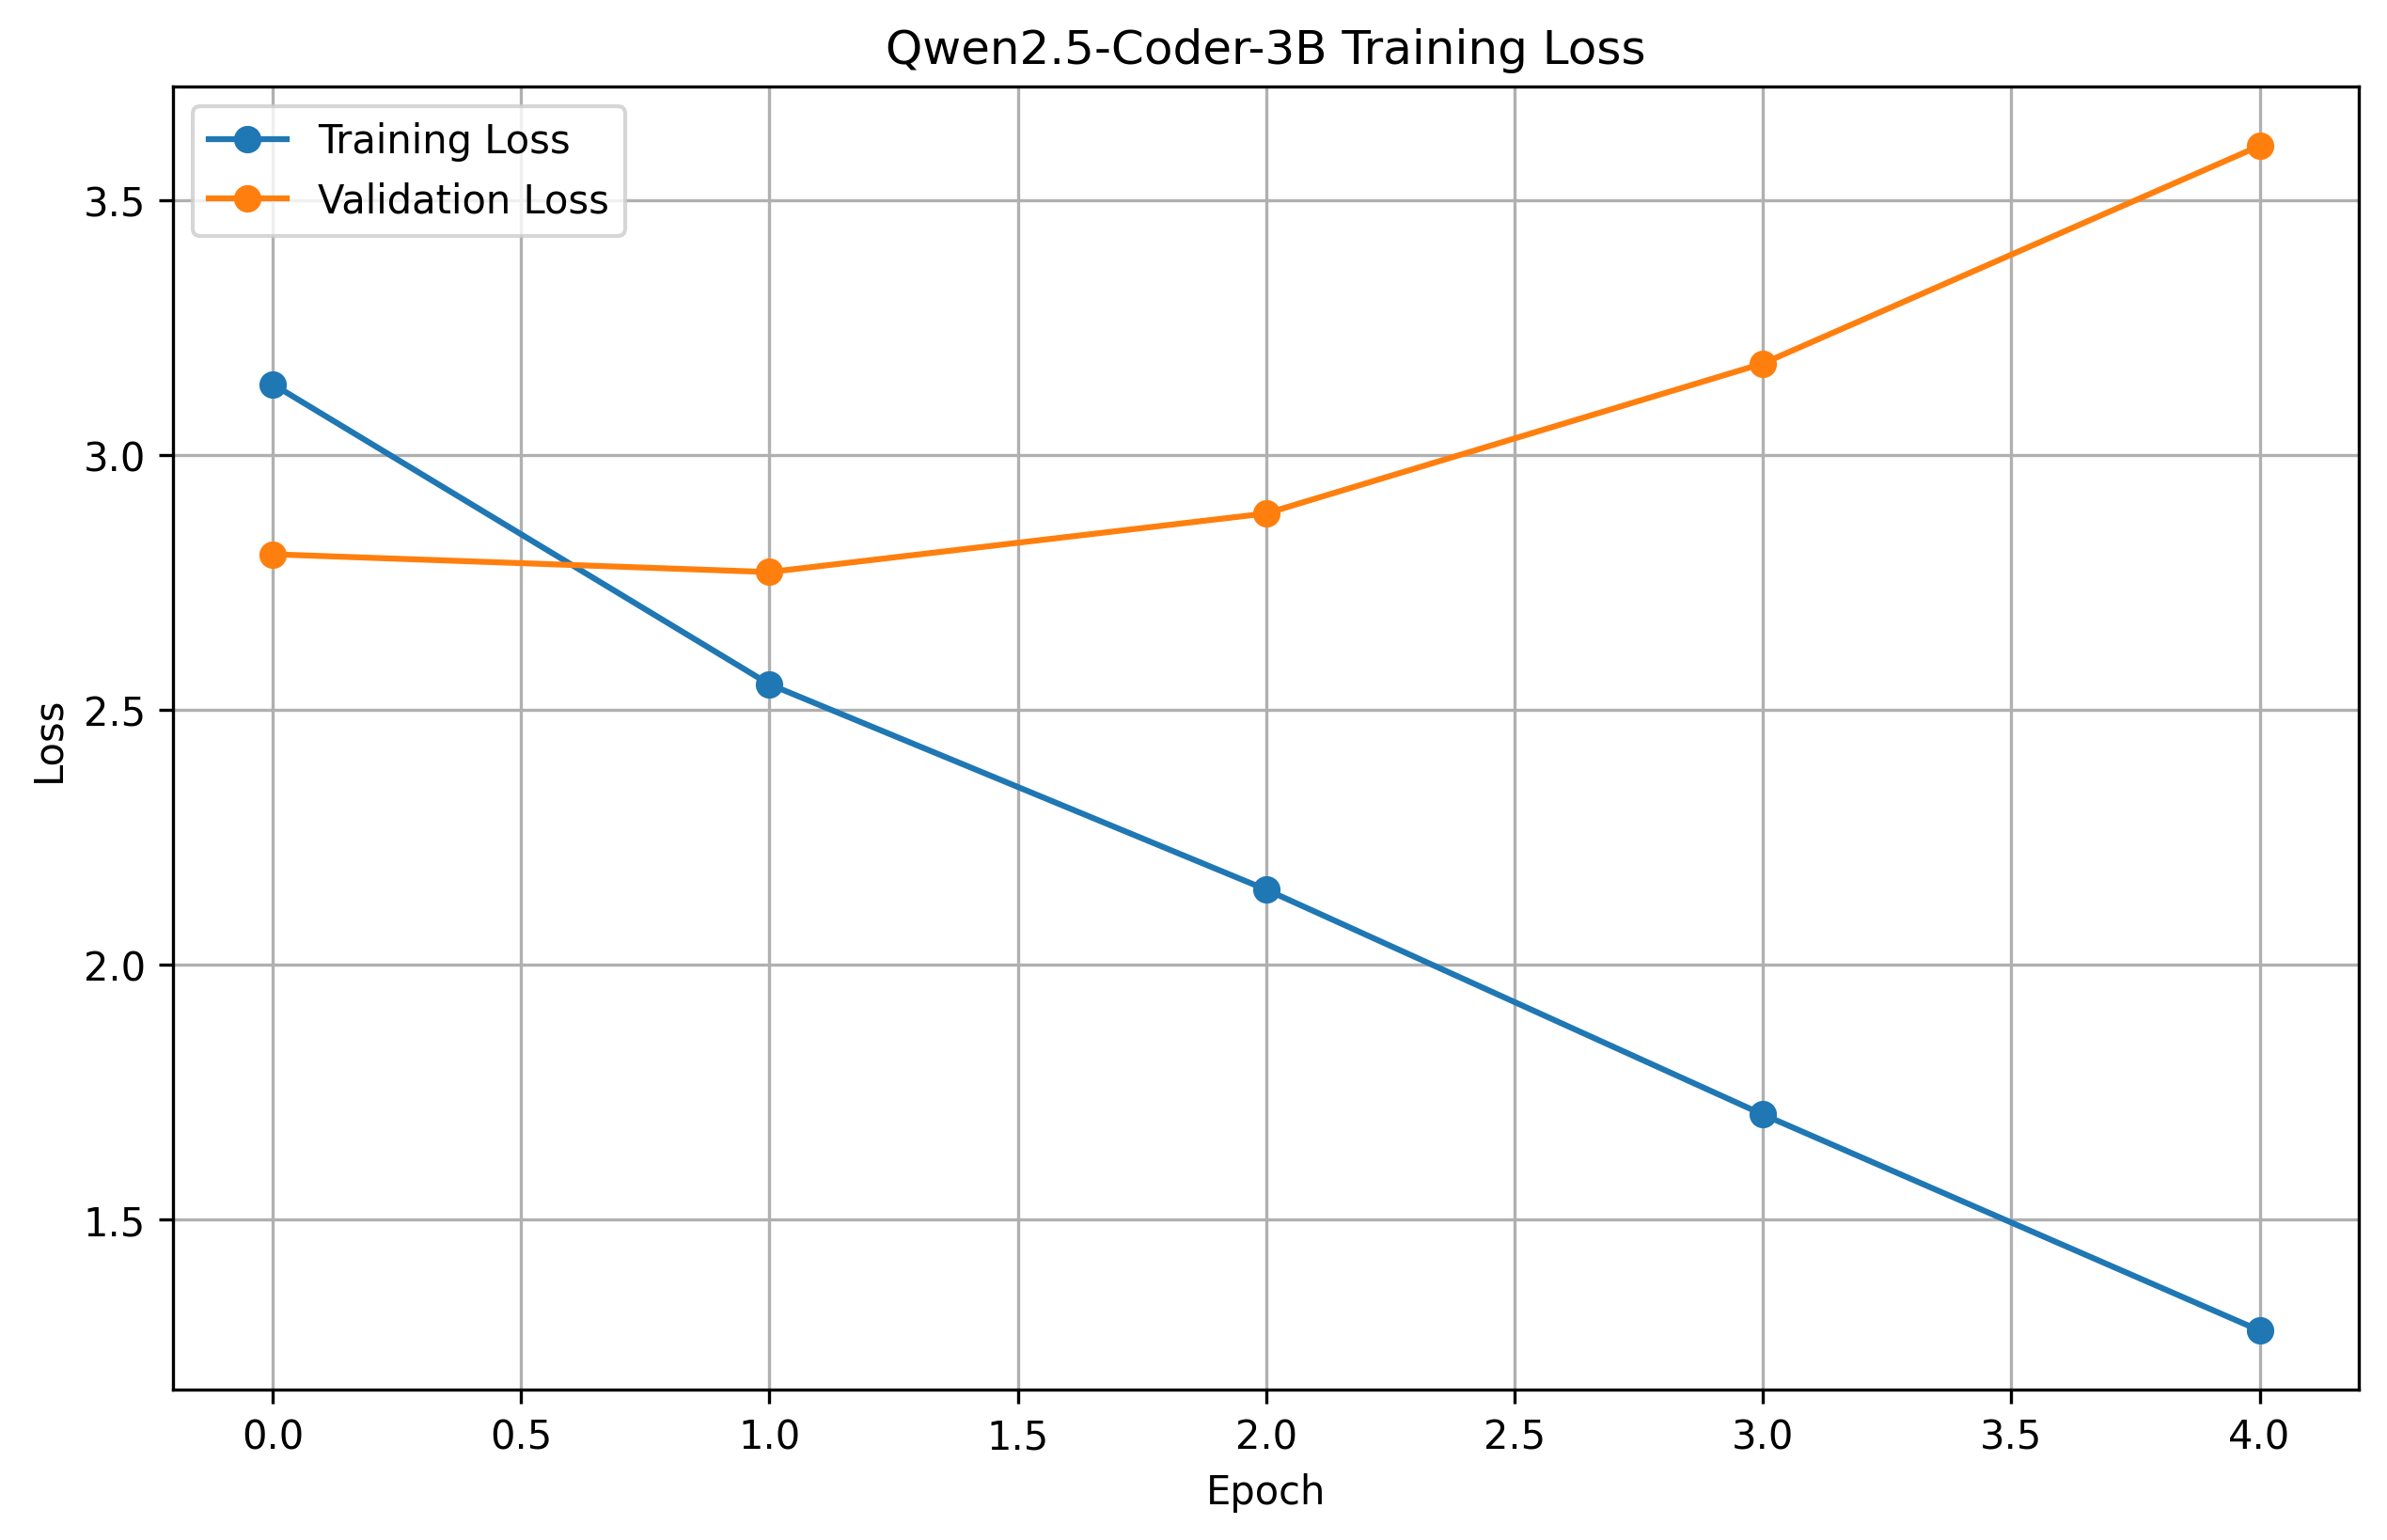 Qwen2.5-Coder-3B Training Loss
Training Loss
Validation Loss
3.5
3.0
2.5
2.0
1.5
Loss
0.0 0.5 1.0 1.5 2.0 2.5 3.0 3.5 4.0
Epoch